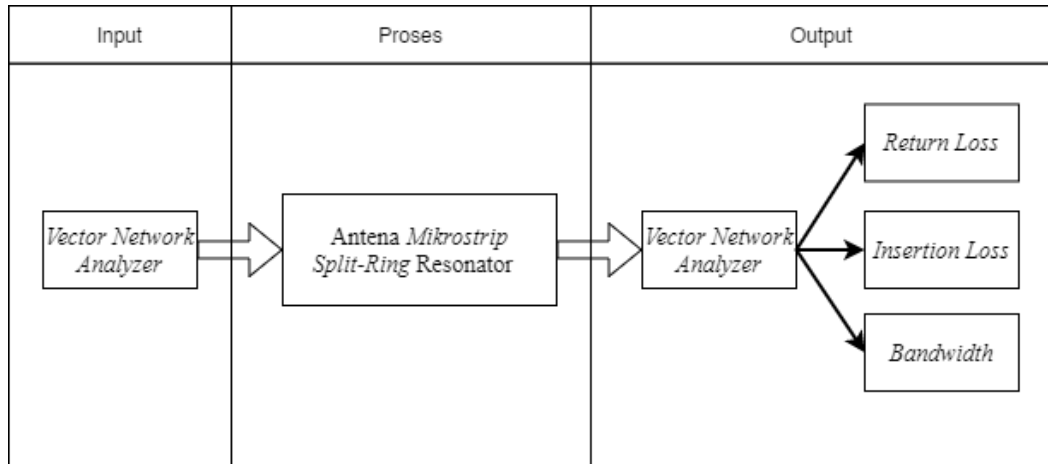 Input
Proses
Output
Vector Network
Analyzer
Antena Mikrostrip
Split-Ring Resonator
Vector Network
Analyzer
Return Loss
Insertion Loss
Bandwidth